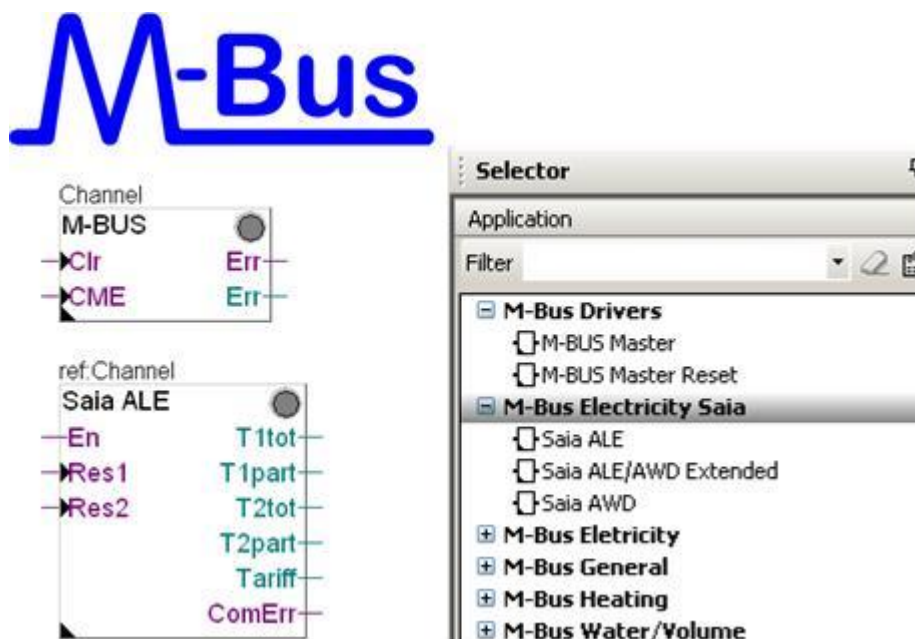 M-Bus
Channel
M-BUS
Clr Err
CME Err
ref:Channel
Saia ALE
En T1tot
Res1 T1part
Res2 T2tot
T2part
Tariff
ComErr
Selector
Application
Filter
M-Bus Drivers
M-BUS Master
M-BUS Master Reset
M-Bus Electricity Saia
Saia ALE
Saia ALE/AWD Extended
Saia AWD
M-Bus Eletricity
M-Bus General
M-Bus Heating
M-Bus Water/Volume